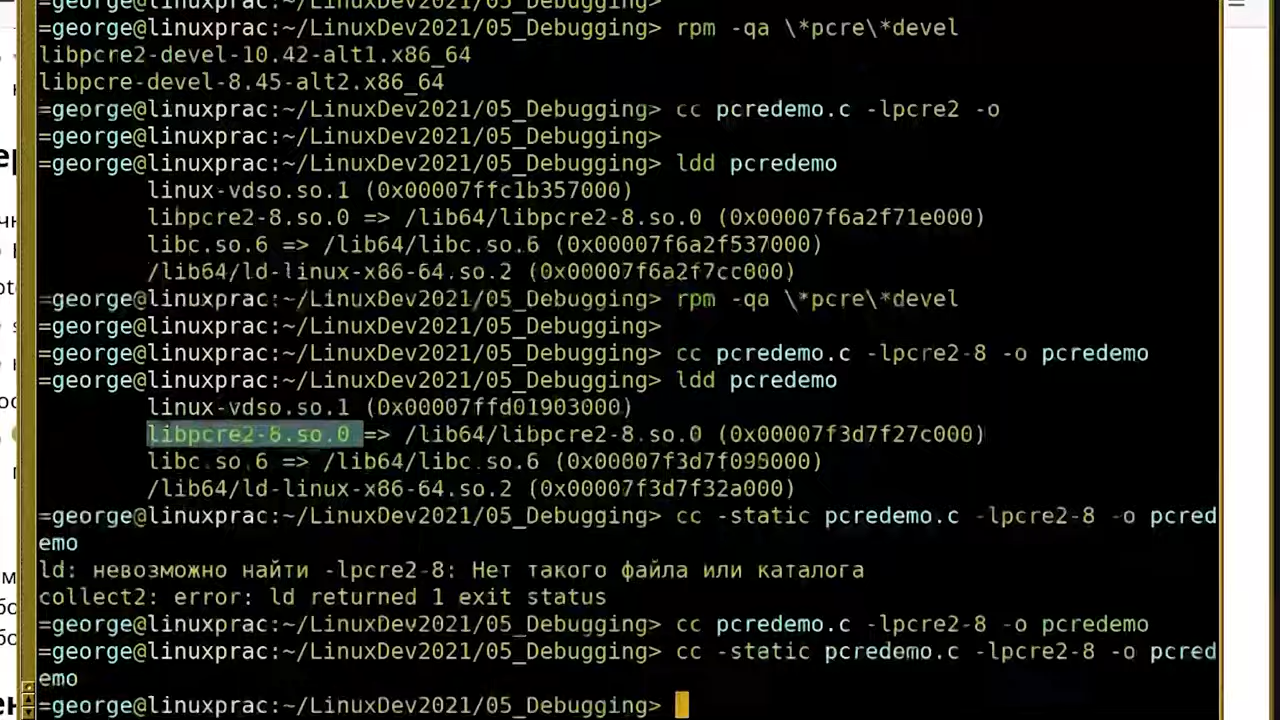 =george@linuxprac:~/LinuxDev2021/05_Debugging>
=george@linuxprac:~/LinuxDev2021/05_Debugging> rpm -qa \*pcre\*devel
libpcre2-devel-10.42-alt1.x86_64
libpcre-devel-8.45-alt2.x86_64
=george@linuxprac:~/LinuxDev2021/05_Debugging> cc pcredemo.c -lpcre2 -o
=george@linuxprac:~/LinuxDev2021/05_Debugging>
=george@linuxprac:~/LinuxDev2021/05_Debugging> ldd pcredemo
linux-vdso.so.1 (0x00007ffc1b357000)
libpcre2-8.so.0 => /lib64/libpcre2-8.so.0 (0x00007f6a2f71e000)
libc.so.6 => /lib64/libc.so.6 (0x00007f6a2f537000)
/lib64/ld-linux-x86-64.so.2 (0x00007f6a2f7cc000)
=george@linuxprac:~/LinuxDev2021/05_Debugging> rpm -qa \*pcre\*devel
=george@linuxprac:~/LinuxDev2021/05_Debugging>
=george@linuxprac:~/LinuxDev2021/05_Debugging> cc pcredemo.c -lpcre2-8 -o pcredemo
=george@linuxprac:~/LinuxDev2021/05_Debugging> ldd pcredemo
linux-vdso.so.1 (0x00007ffd01903000)
libpcre2-8.so.0 => /lib64/libpcre2-8.so.0 (0x00007f3d7f27c000)
libc.so.6 => /lib64/libc.so.6 (0x00007f3d7f095000)
/lib64/ld-linux-x86-64.so.2 (0x00007f3d7f32a000)
=george@linuxprac:~/LinuxDev2021/05_Debugging> cc -static pcredemo.c -lpcre2-8 -o pcred
emo
ld: невозможно найти -lpcre2-8: Нет такого файла или каталога
collect2: error: ld returned 1 exit status
=george@linuxprac:~/LinuxDev2021/05_Debugging> cc pcredemo.c -lpcre2-8 -o pcredemo
=george@linuxprac:~/LinuxDev2021/05_Debugging> cc -static pcredemo.c -lpcre2-8 -o pcred
emo
=george@linuxprac:~/LinuxDev2021/05_Debugging>